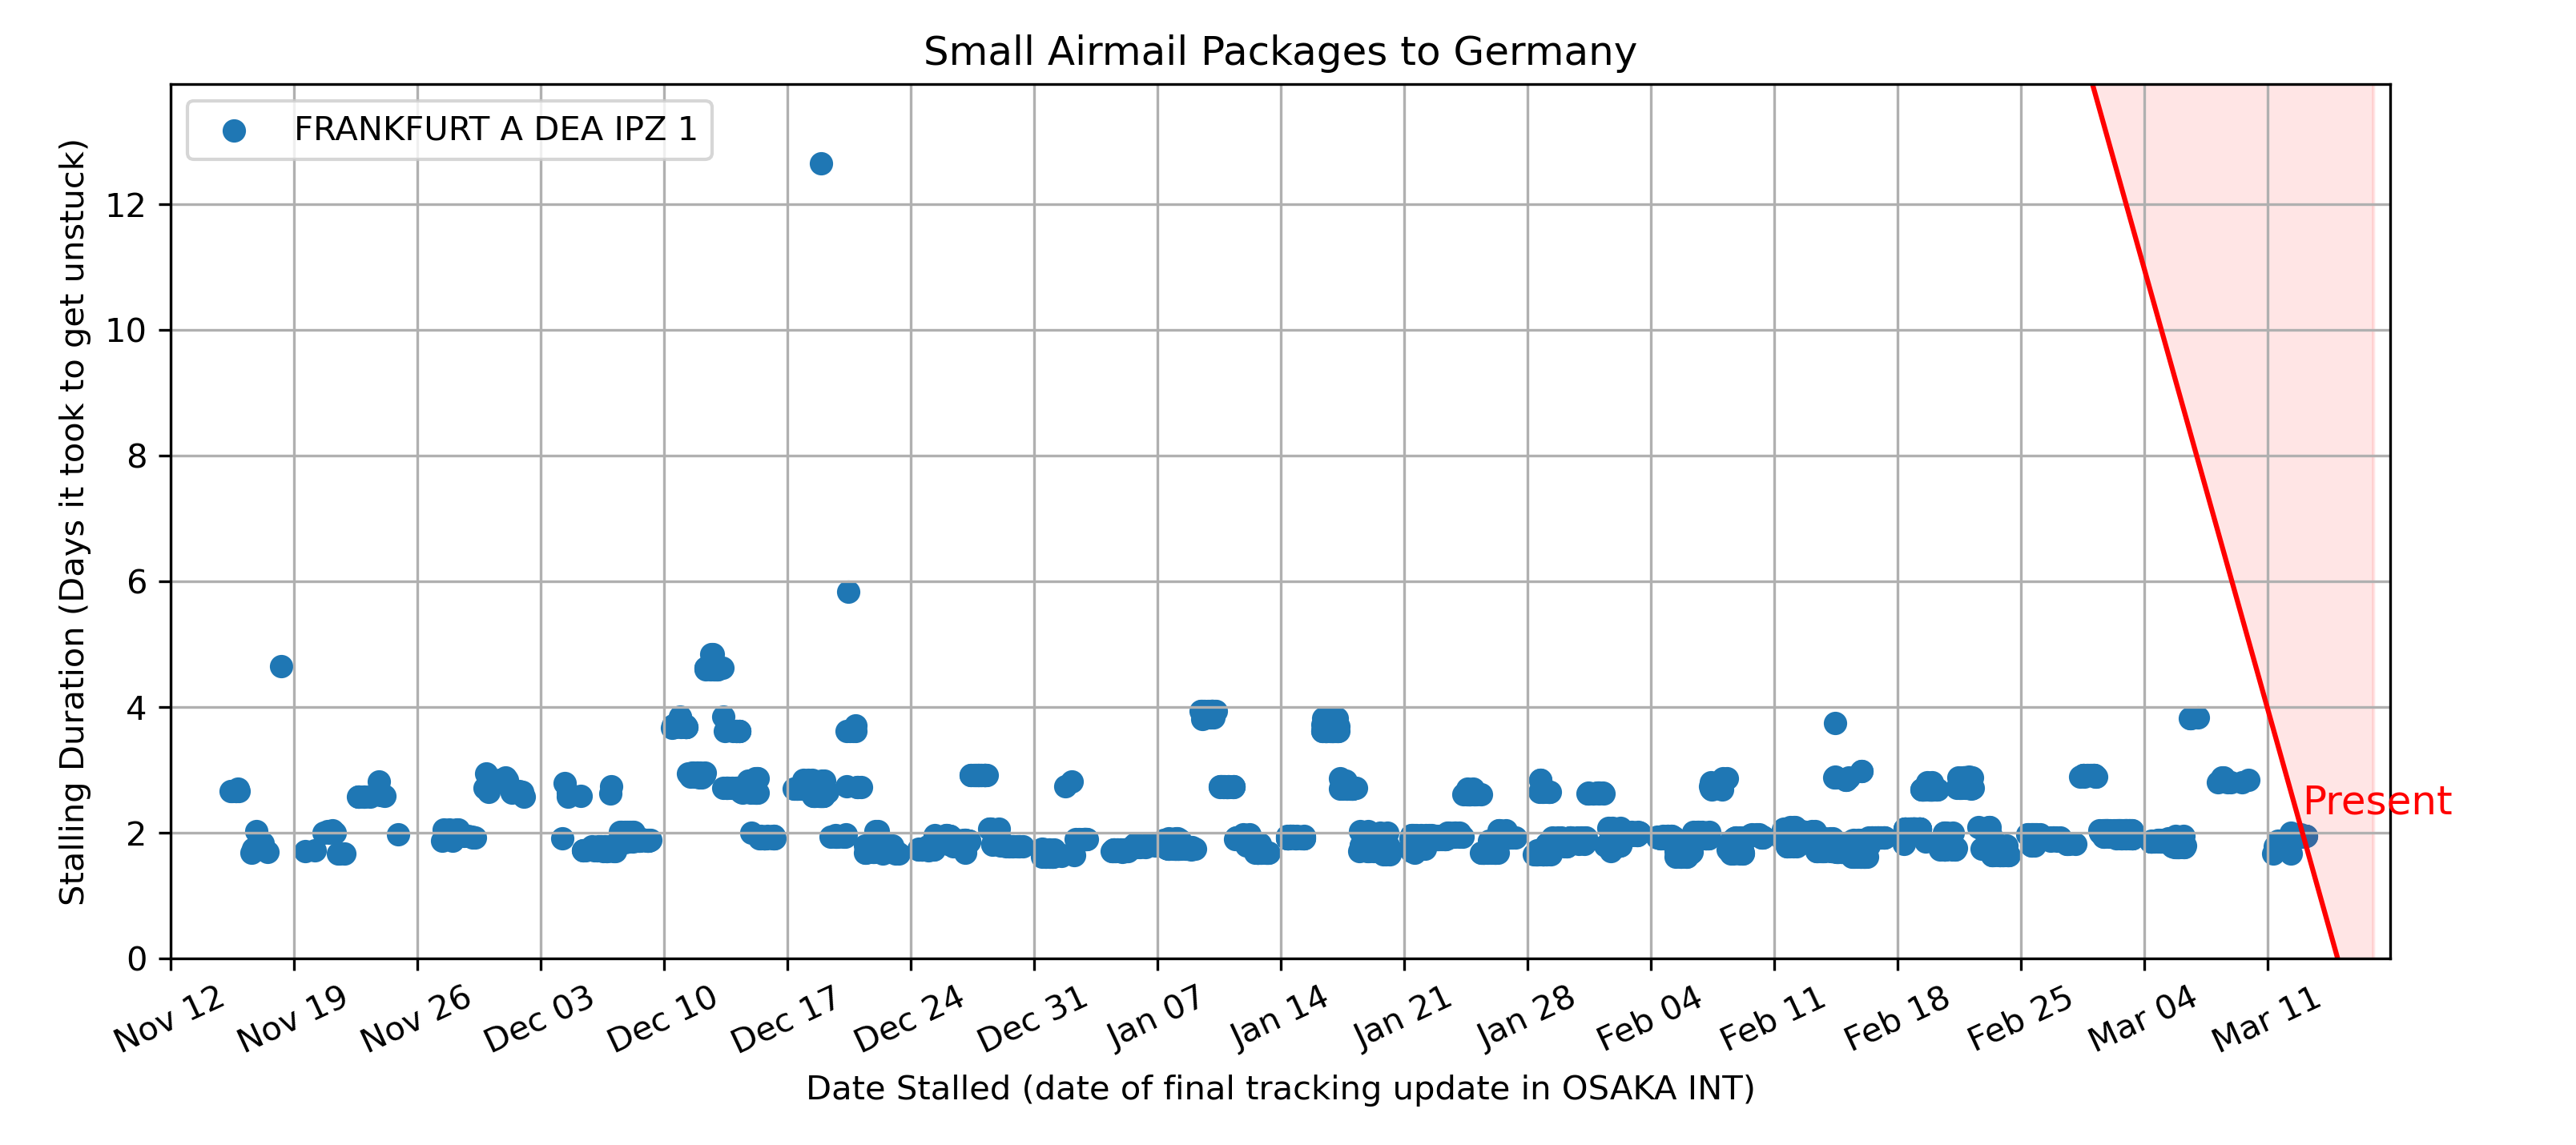 Small Airmail Packages to Germany
FRANKFURT A DEA IPZ 1
Stalling Duration (Days it took to get unstuck)
12
10
8
6
4
2
0
Present
Nov 12
Nov 19
Nov 26
Dec 03
Dec 10
Dec 17
Dec 24
Dec 31
Jan 07
Jan 14
Jan 21
Jan 28
Feb 04
Feb 11
Feb 18
Feb 25
Mar 04
Mar 11
Date Stalled (date of final tracking update in OSAKA INT)